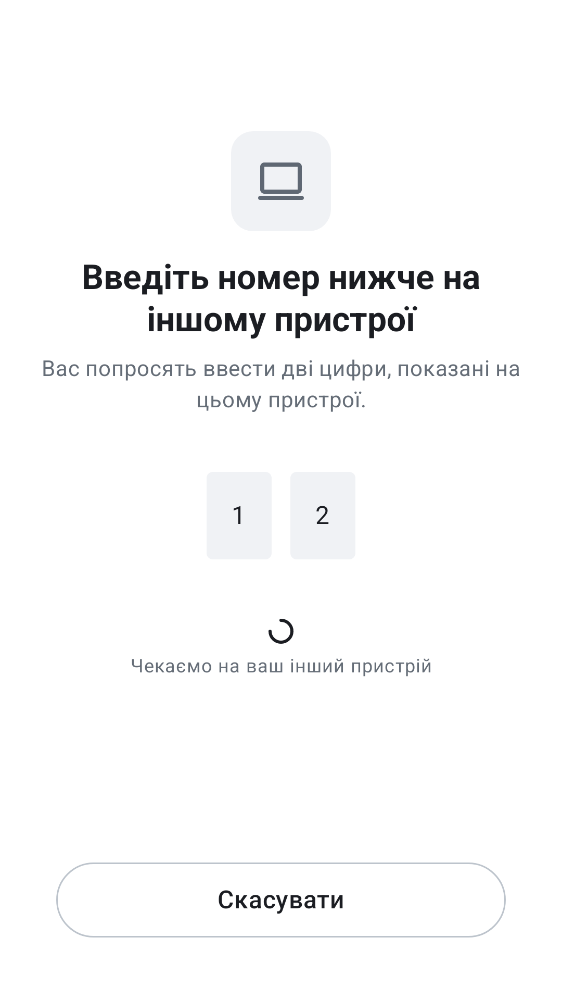 Введіть номер нижче на
іншому пристрої
Вас попросять ввести дві цифри, показані на
цьому пристрої.
1 2
Чекаємо на ваш інший пристрій
Скасувати